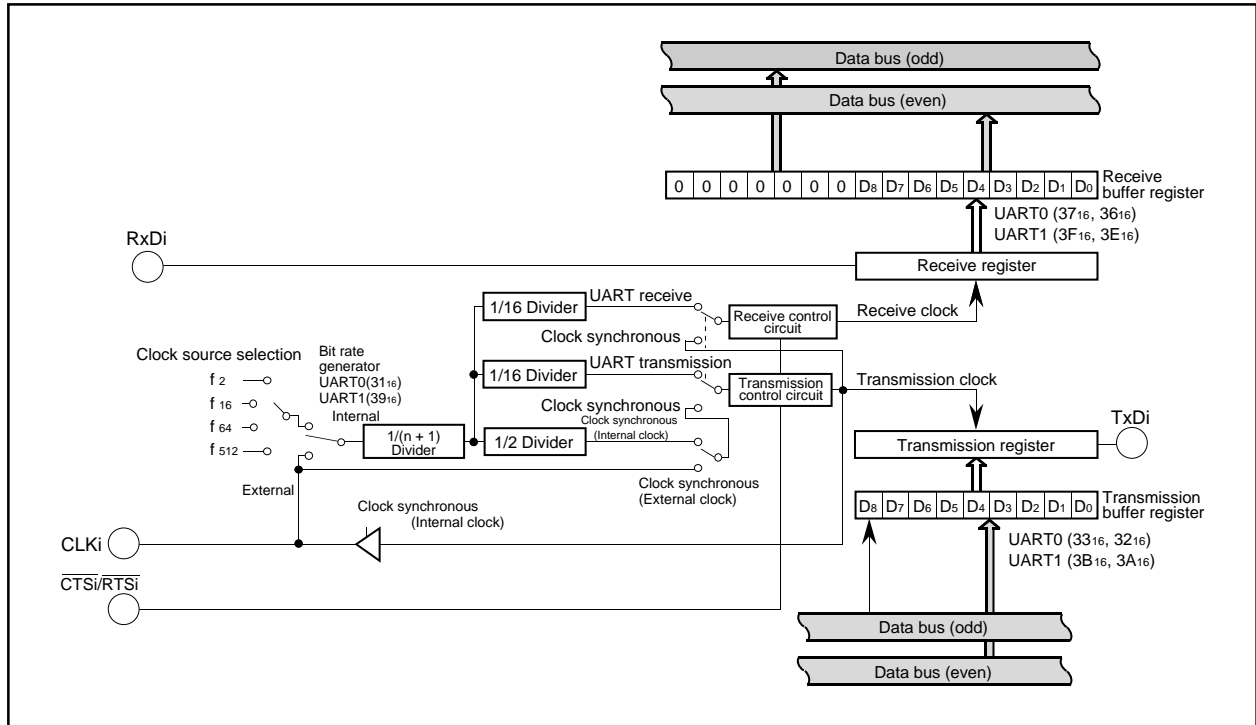 Data bus (odd)
Data bus (even)
0 0 0 0 0 0 0 D8 D7 D6 D5 D4 D3 D2 D1 D0
Receive
buffer register
UART0 (3716, 3616)
UART1 (3F16, 3E16)
RxDi
Receive register
1/16 Divider
UART receive
Receive control
circuit
Receive clock
Clock synchronous
Clock source selection
Bit rate
generator
UART0(3116)
UART1(3916)
UART transmission
1/16 Divider
Transmission
control circuit
Transmission clock
f 2
f 16
f 64
f 512
Internal
1/(n + 1)
Divider
Clock synchronous
Clock synchronous
(Internal clock)
1/2 Divider
TxDi
Transmission register
External
Clock synchronous
(External clock)
Clock synchronous
(Internal clock)
D8 D7 D6 D5 D4 D3 D2 D1 D0
Transmission
buffer register
UART0 (3316, 3216)
UART1 (3B16, 3A16)
CLKi
CTSi/RTSi
Data bus (odd)
Data bus (even)